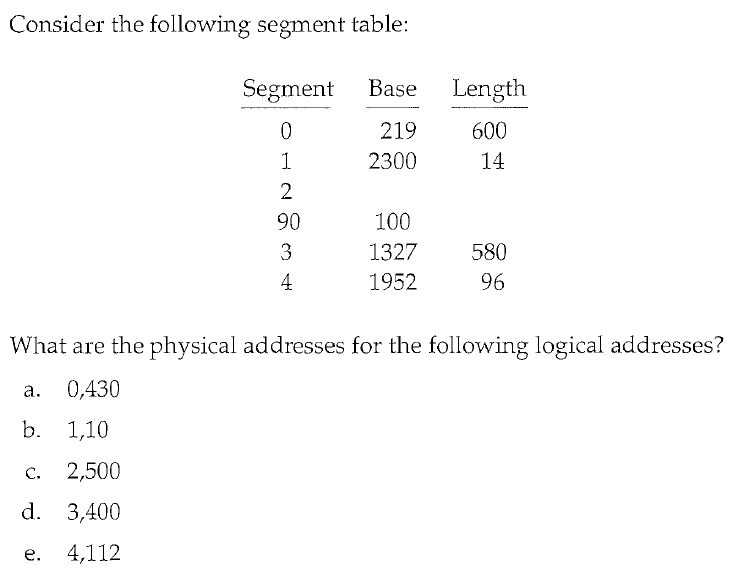 Consider the following segment table:
Segment Base Length
0 219 600
1 2300 14
2
90 100
3 1327 580
4 1952 96
What are the physical addresses for the following logical addresses?
a. 0,430
b. 1,10
c. 2,500
d. 3,400
e. 4,112